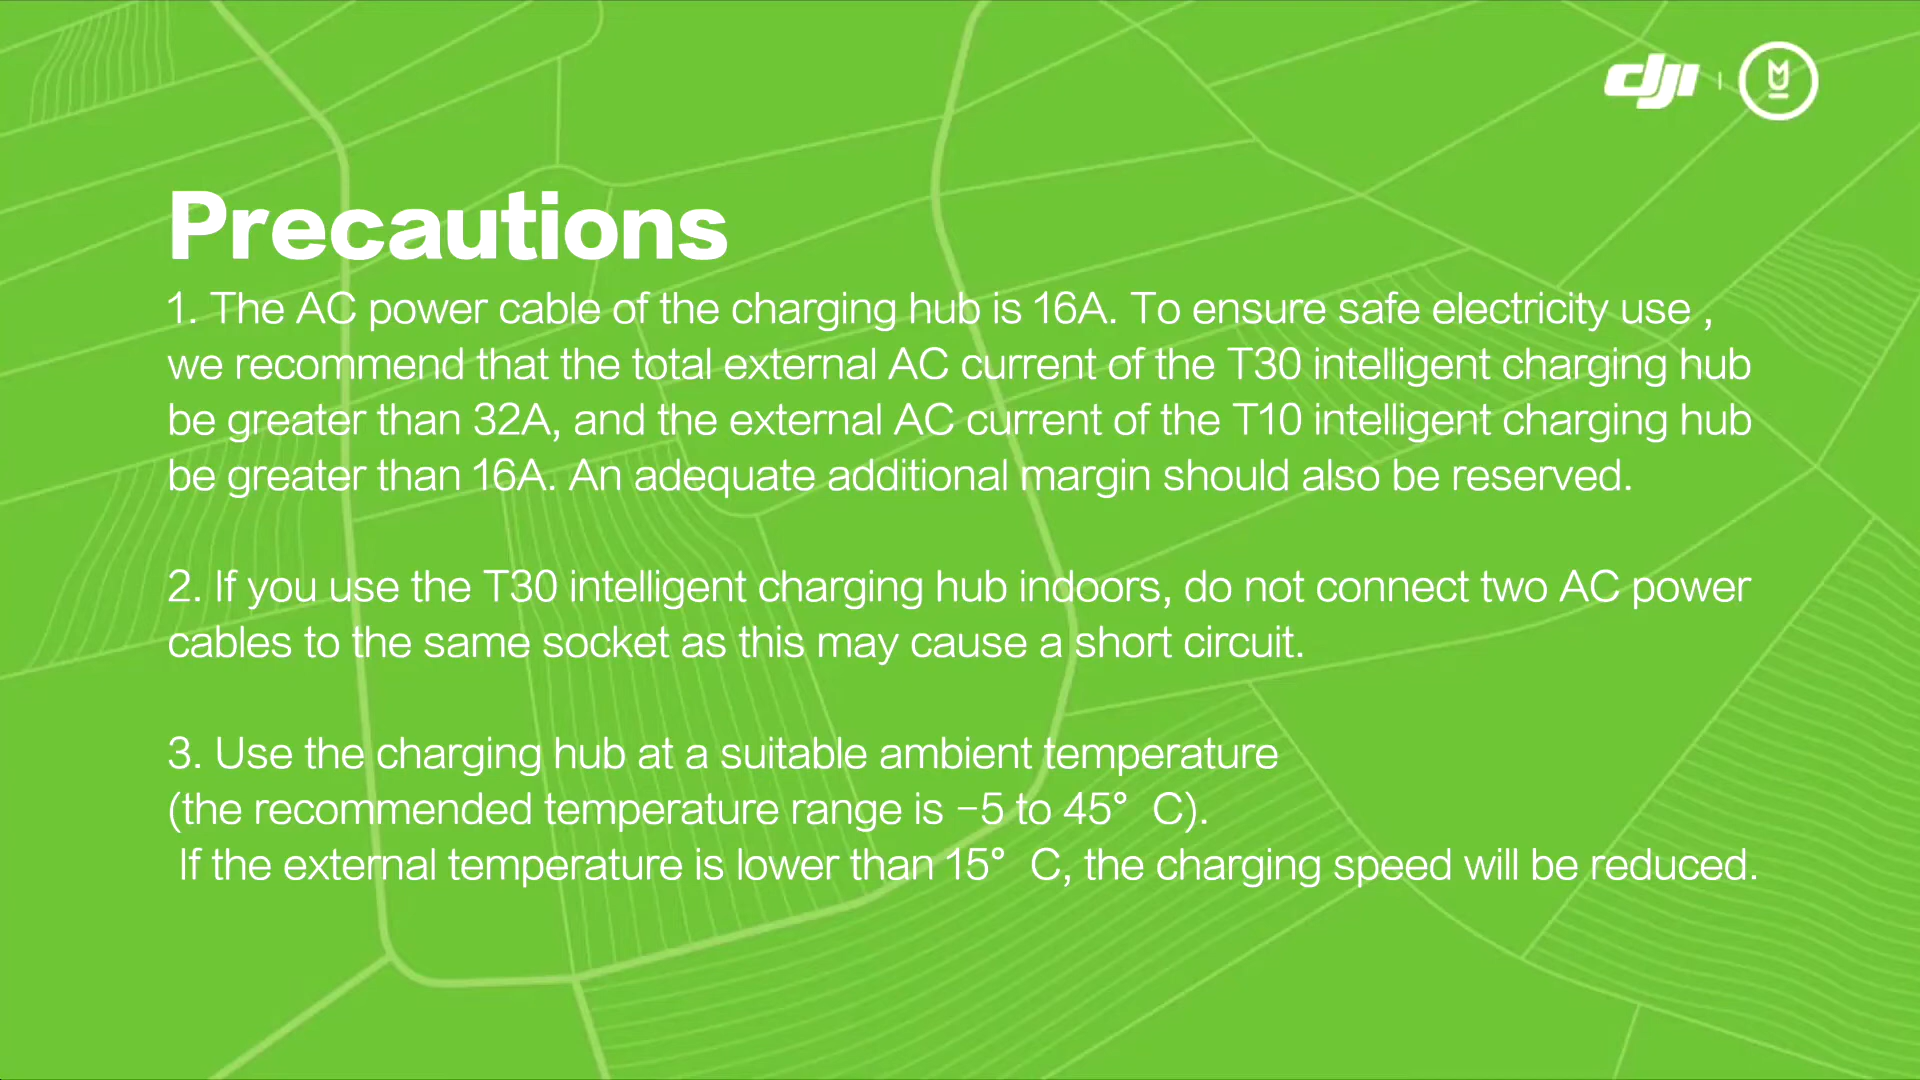 dji
Precautions
1. The AC power cable of the charging hub is 16A. To ensure safe electricity use ,
we recommend that the total external AC current of the T30 intelligent charging hub
be greater than 32A, and the external AC current of the T10 intelligent charging hub
be greater than 16A. An adequate additional margin should also be reserved.
2. If you use the T30 intelligent charging hub indoors, do not connect two AC power
cables to the same socket as this may cause a short circuit.
3. Use the charging hub at a suitable ambient temperature
(the recommended temperature range is −5 to 45° C).
If the external temperature is lower than 15° C, the charging speed will be reduced.